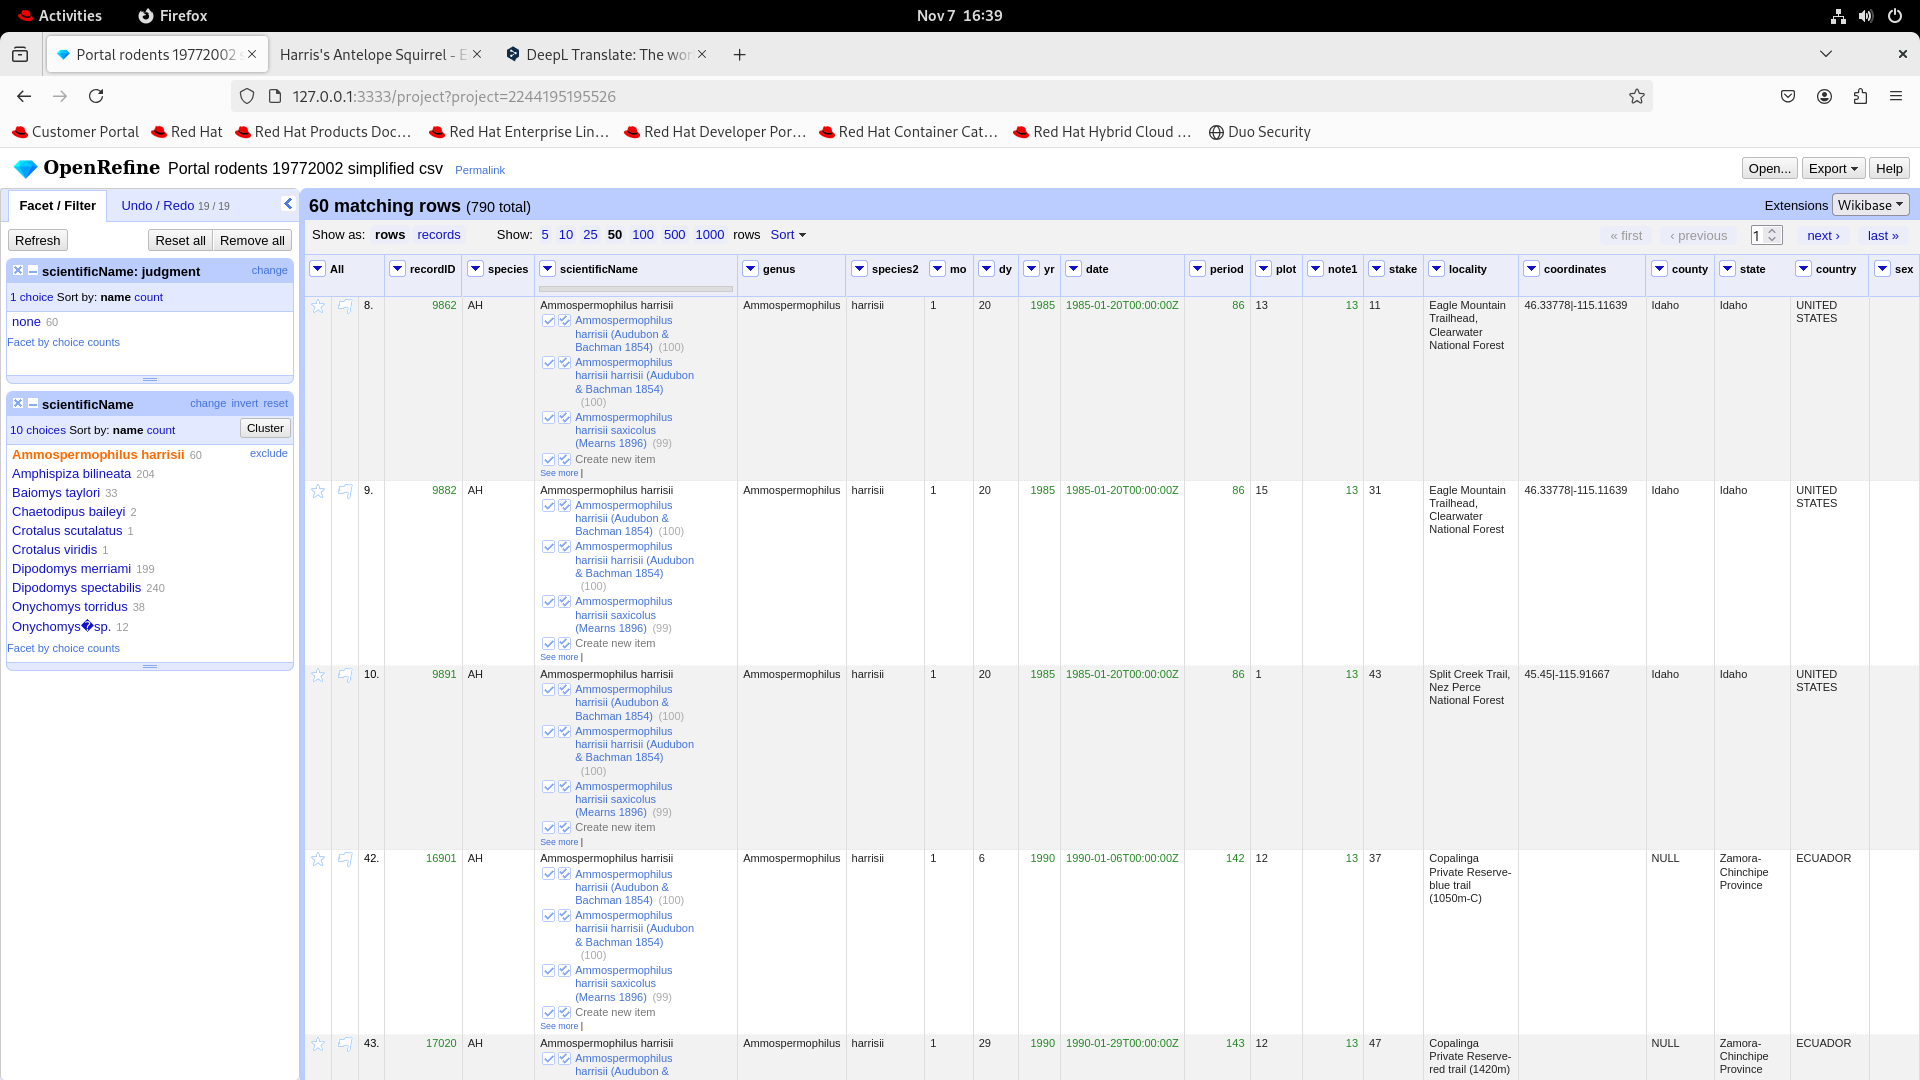 Activities Firefox Nov 7 16:39
Portal rodents 19772002 Harris's Antelope Squirrel - E DeepL Translate: The wor
127.0.0.1:3333/project?project=2244195195526
Customer Portal Red Hat Red Hat Products Doc… Red Hat Enterprise Lin… Red Hat Developer Por… Red Hat Container Cat… Red Hat Hybrid Cloud … Duo Security
OpenRefine Portal rodents 19772002 simplified csv Permalink Open... Export Help
Facet / Filter Undo / Redo 19 / 19
Refresh Reset all Remove all
scientificName: judgment change
1 choice Sort by: name count
none 60
Facet by choice counts
scientificName change invert reset
10 choices Sort by: name count Cluster
Ammospermophilus harrisii 60 exclude
Amphispiza bilineata 204
Baiomys taylori 33
Chaetodipus baileyi 2
Crotalus scutalatus 1
Crotalus viridis 1
Dipodomys merriami 199
Dipodomys spectabilis 240
Onychomys torridus 38
Onychomys�sp. 12
Facet by choice counts
60 matching rows (790 total) Extensions Wikibase
Show as: rows records Show: 5 10 25 50 100 500 1000 rows Sort « first ‹ previous 1 next › last »
All recordID species scientificName genus species2 mo dy yr date period plot note1 stake locality coordinates county state country sex
8. 9862 AH Ammospermophilus harrisii Ammospermophilus harrisii 1 20 1985 1985-01-20T00:00:00Z 86 13 13 11 Eagle Mountain 46.33778|-115.11639 Idaho Idaho UNITED
Trailhead, STATES
Clearwater
National Forest
Ammospermophilus
harrisii (Audubon &
Bachman 1854) (100)
Ammospermophilus
harrisii harrisii (Audubon
& Bachman 1854)
(100)
Ammospermophilus
harrisii saxicolus
(Mearns 1896) (99)
Create new item
See more |
9. 9882 AH Ammospermophilus harrisii Ammospermophilus harrisii 1 20 1985 1985-01-20T00:00:00Z 86 15 13 31 Eagle Mountain 46.33778|-115.11639 Idaho Idaho UNITED
Trailhead, STATES
Clearwater
National Forest
Ammospermophilus
harrisii (Audubon &
Bachman 1854) (100)
Ammospermophilus
harrisii harrisii (Audubon
& Bachman 1854)
(100)
Ammospermophilus
harrisii saxicolus
(Mearns 1896) (99)
Create new item
See more |
10. 9891 AH Ammospermophilus harrisii Ammospermophilus harrisii 1 20 1985 1985-01-20T00:00:00Z 86 1 13 43 Split Creek Trail, 45.45|-115.91667 Idaho Idaho UNITED
Nez Perce STATES
National Forest
Ammospermophilus
harrisii (Audubon &
Bachman 1854) (100)
Ammospermophilus
harrisii harrisii (Audubon
& Bachman 1854)
(100)
Ammospermophilus
harrisii saxicolus
(Mearns 1896) (99)
Create new item
See more |
42. 16901 AH Ammospermophilus harrisii Ammospermophilus harrisii 1 6 1990 1990-01-06T00:00:00Z 142 12 13 37 Copalinga NULL Zamora- ECUADOR
Private Reserve- Chinchipe
blue trail Province
(1050m-C)
Ammospermophilus
harrisii (Audubon &
Bachman 1854) (100)
Ammospermophilus
harrisii harrisii (Audubon
& Bachman 1854)
(100)
Ammospermophilus
harrisii saxicolus
(Mearns 1896) (99)
Create new item
See more |
43. 17020 AH Ammospermophilus harrisii Ammospermophilus harrisii 1 29 1990 1990-01-29T00:00:00Z 143 12 13 47 Copalinga NULL Zamora- ECUADOR
Private Reserve- Chinchipe
red trail (1420m) Province
Ammospermophilus
harrisii (Audubon &